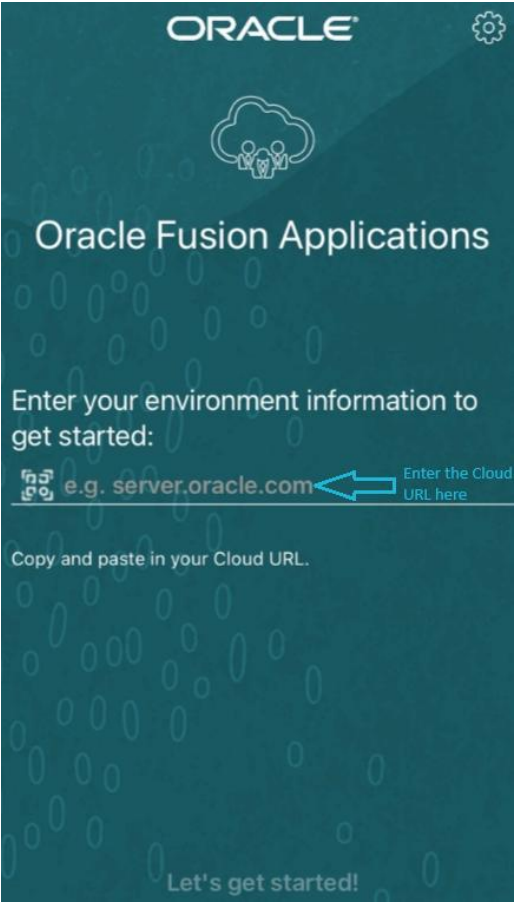 ORACLE®
Oracle Fusion Applications
Enter your environment information to
get started:
e.g. server.oracle.com
Enter the Cloud
URL here
Copy and paste in your Cloud URL.
Let's get started!